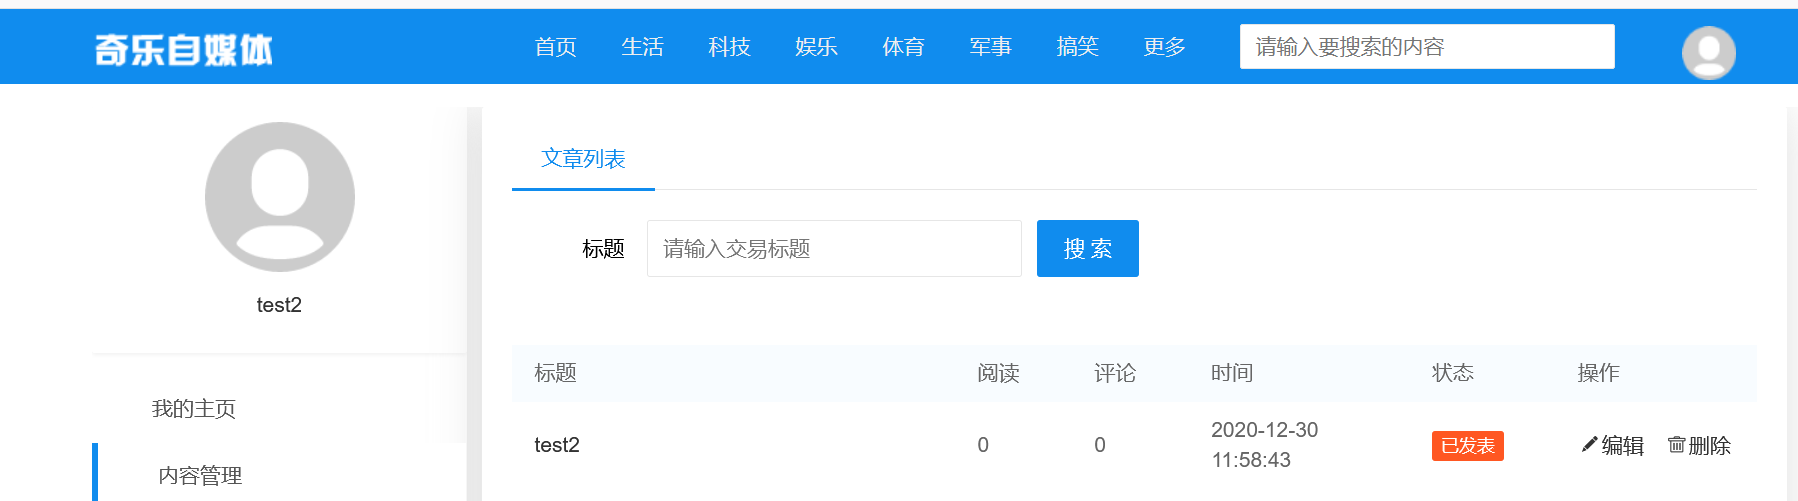 奇乐自媒体
首页 生活 科技 娱乐 体育 军事 搞笑 更多 请输入要搜索的内容
test2
我的主页
内容管理
文章列表
标题 请输入交易标题 搜索
标题 阅读 评论 时间 状态 操作
test2 0 0 2020-12-30 11:58:43 已发表 编辑 删除